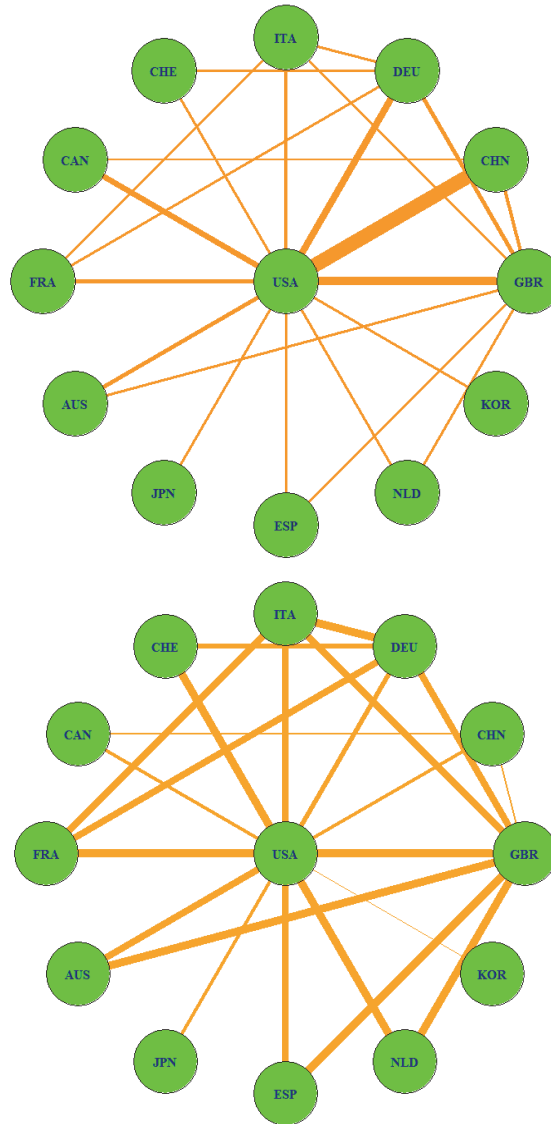 ITA
CHE
DEU
CAN
CHN
FRA
USA
GBR
AUS
KOR
JPN
NLD
ESP
ITA
CHE
DEU
CAN
CHN
FRA
USA
GBR
AUS
KOR
JPN
NLD
ESP